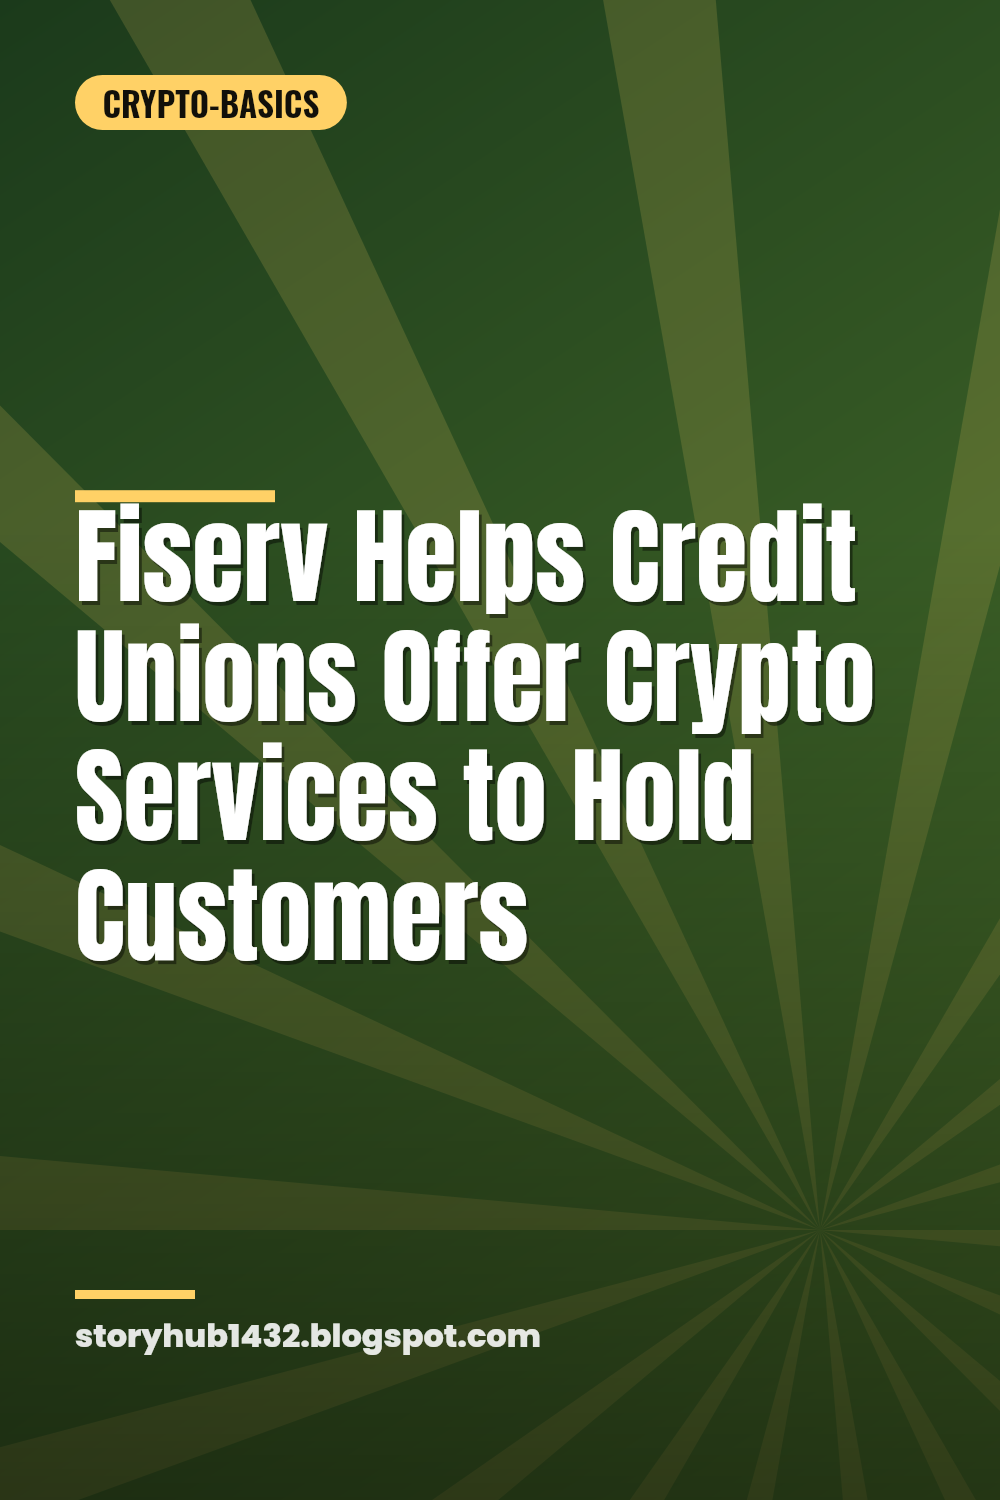 CRYPTO-BASICS
Fiserv Helps Credit
Unions Offer Crypto
Services to Hold
Customers
storyhub1432.blogspot.com